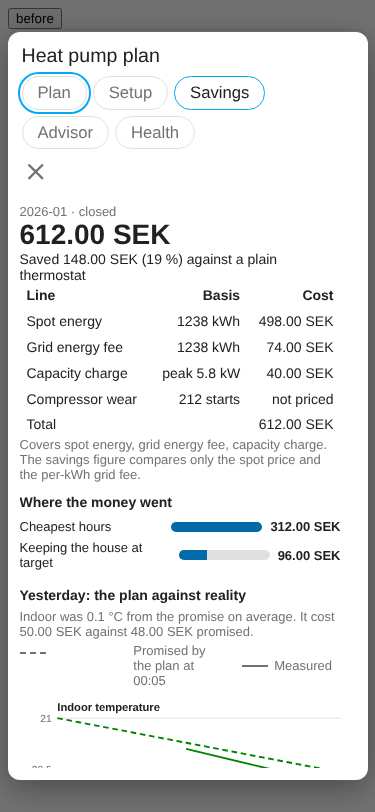 before
Heat pump plan
Plan
Setup
Savings
Advisor
Health
2026-01 · closed
612.00 SEK
Saved 148.00 SEK (19 %) against a plain
thermostat
Line Basis Cost
Spot energy 1238 kWh 498.00 SEK
Grid energy fee 1238 kWh 74.00 SEK
Capacity charge peak 5.8 kW 40.00 SEK
Compressor wear 212 starts not priced
Total 612.00 SEK
Covers spot energy, grid energy fee, capacity charge.
The savings figure compares only the spot price and
the per-kWh grid fee.
Where the money went
Cheapest hours 312.00 SEK
Keeping the house at
target 96.00 SEK
Yesterday: the plan against reality
Indoor was 0.1 °C from the promise on average. It cost
50.00 SEK against 48.00 SEK promised.
Promised by
the plan at
00:05
Measured
Indoor temperature
21